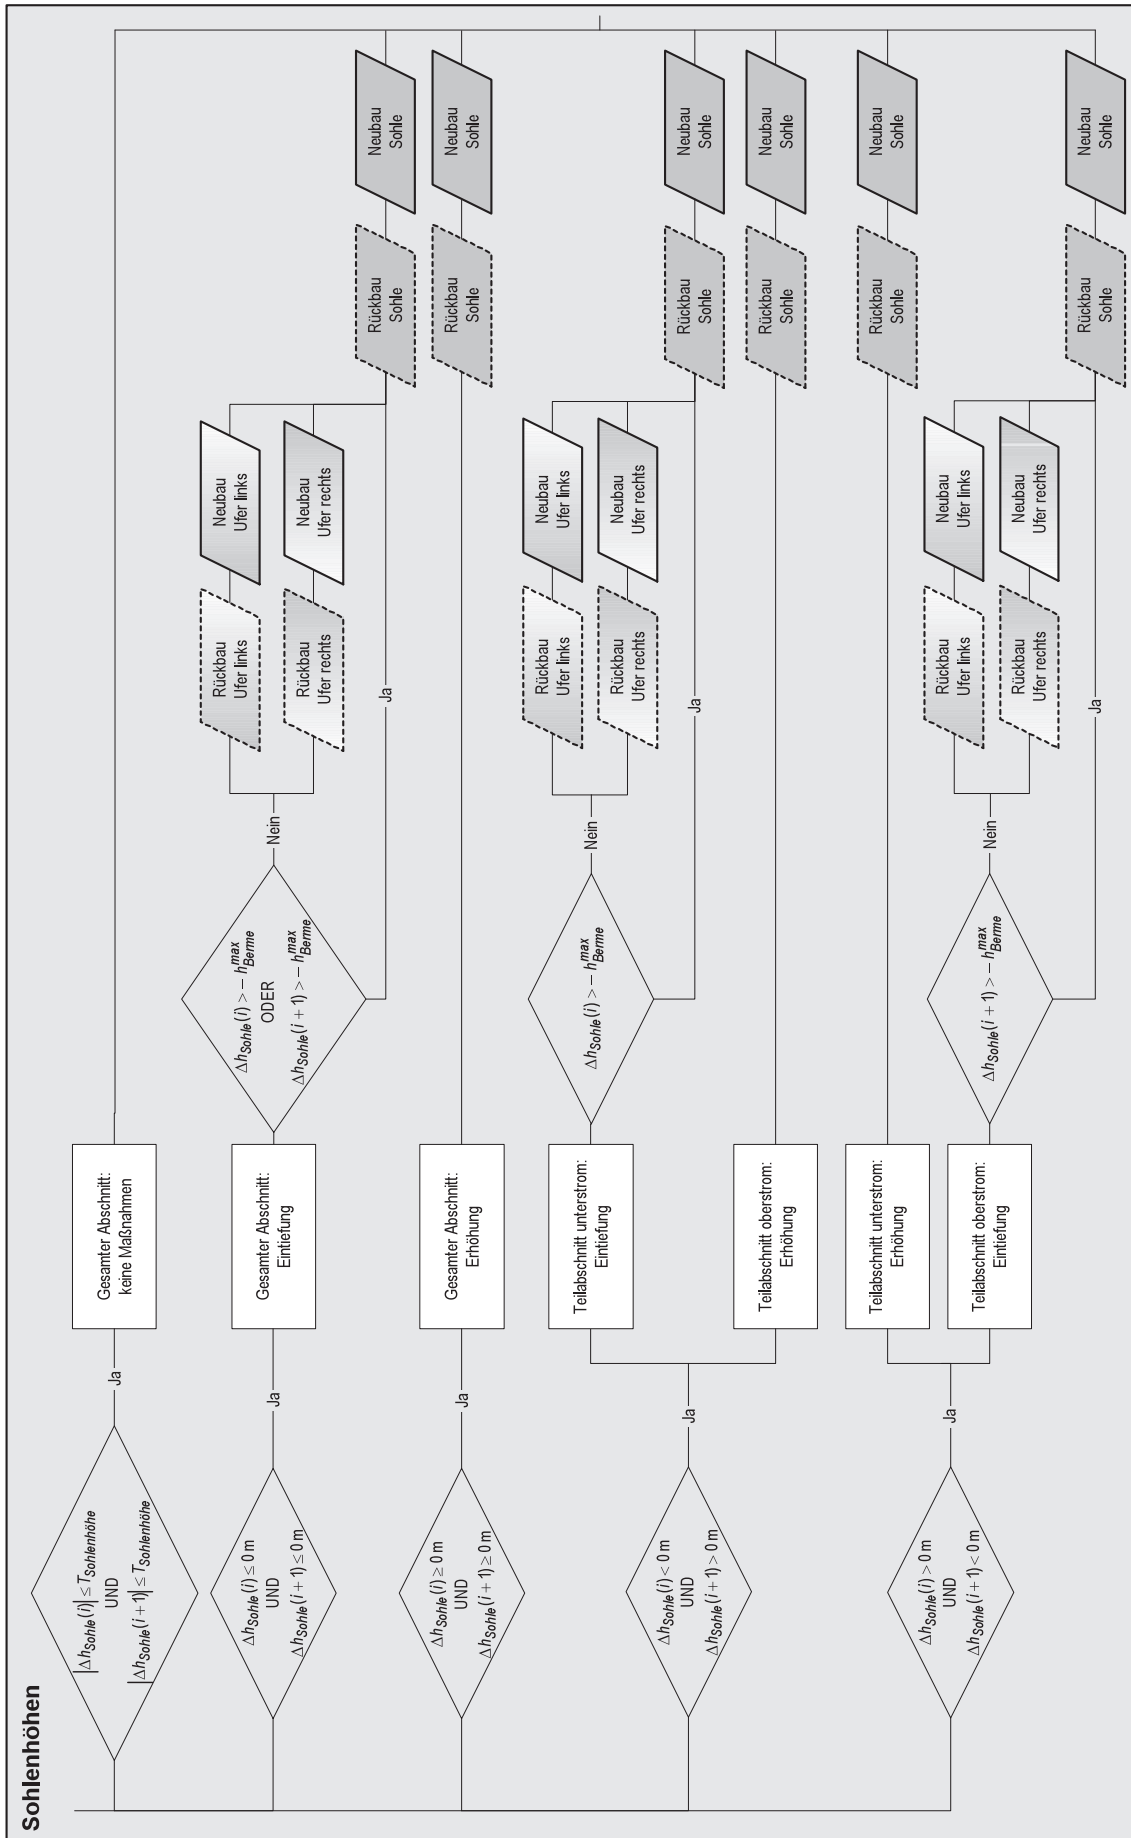 Sohlenhöhen
|Δh_Sohle(i)| ≤ T_Sohlenhöhe
UND
|Δh_Sohle(i + 1)| ≤ T_Sohlenhöhe
Ja
Gesamter Abschnitt:
keine Maßnahmen
Δh_Sohle(i) ≤ 0 m
UND
Δh_Sohle(i + 1) ≤ 0 m
Ja
Gesamter Abschnitt:
Eintiefung
Δh_Sohle(i) > − h_Berme^max
ODER
Δh_Sohle(i + 1) > − h_Berme^max
Nein
Rückbau
Ufer links
Neubau
Ufer links
Rückbau
Ufer rechts
Neubau
Ufer rechts
Ja
Rückbau
Sohle
Neubau
Sohle
Δh_Sohle(i) ≥ 0 m
UND
Δh_Sohle(i + 1) ≥ 0 m
Ja
Gesamter Abschnitt:
Erhöhung
Rückbau
Sohle
Neubau
Sohle
Δh_Sohle(i) < 0 m
UND
Δh_Sohle(i + 1) > 0 m
Ja
Teilabschnitt unterstrom:
Eintiefung
Δh_Sohle(i) > − h_Berme^max
Nein
Rückbau
Ufer links
Neubau
Ufer links
Rückbau
Ufer rechts
Neubau
Ufer rechts
Ja
Rückbau
Sohle
Neubau
Sohle
Teilabschnitt oberstrom:
Erhöhung
Rückbau
Sohle
Neubau
Sohle
Δh_Sohle(i) > 0 m
UND
Δh_Sohle(i + 1) < 0 m
Ja
Teilabschnitt unterstrom:
Erhöhung
Rückbau
Sohle
Neubau
Sohle
Teilabschnitt oberstrom:
Eintiefung
Δh_Sohle(i + 1) > − h_Berme^max
Nein
Rückbau
Ufer links
Neubau
Ufer links
Rückbau
Ufer rechts
Neubau
Ufer rechts
Ja
Rückbau
Sohle
Neubau
Sohle